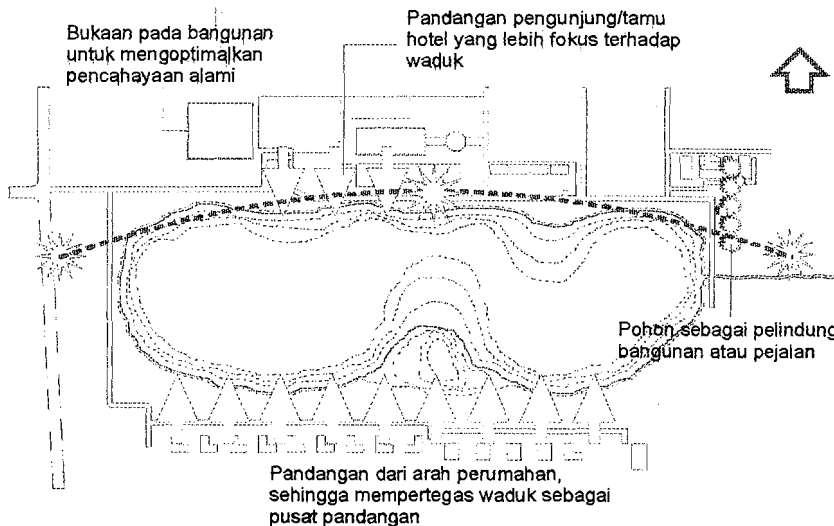 Bukaan pada bangunan
untuk mengoptimalkan
pencahayaan alami
Pandangan pengunjung/tamu
hotel yang lebih fokus terhadap
waduk
Pohon sebagai pelindung
bangunan atau pejalan
Pandangan dari arah perumahan,
sehingga mempertegas waduk sebagai
pusat pandangan